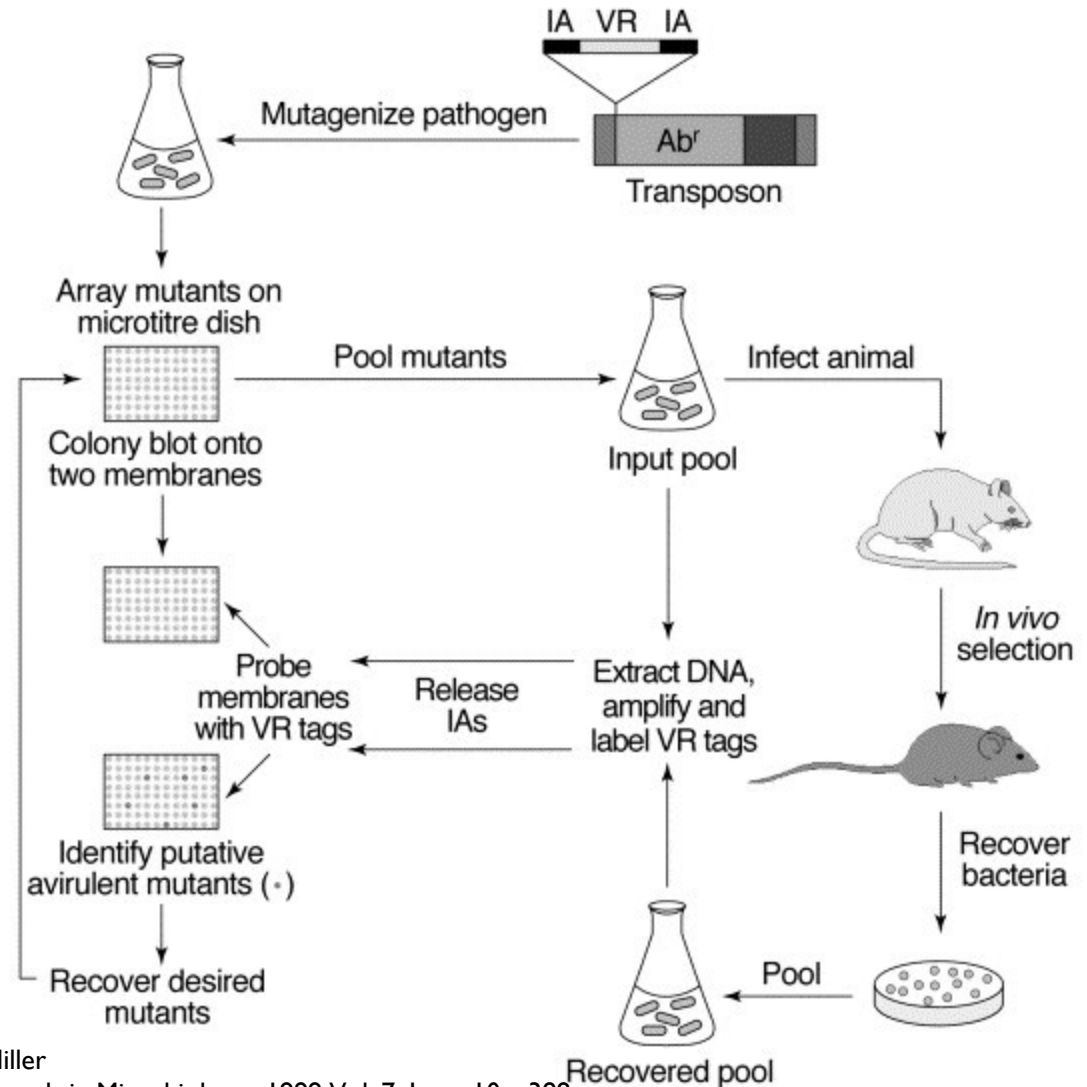 IA VR IA
Mutagenize pathogen
Abʳ
Transposon
Array mutants on
microtitre dish
Pool mutants
Infect animal
Colony blot onto
two membranes
Input pool
In vivo
selection
Probe
membranes
with VR tags
Release
IAs
Extract DNA,
amplify and
label VR tags
Identify putative
avirulent mutants (•)
Recover
bacteria
Recover desired
mutants
Pool
Recovered pool